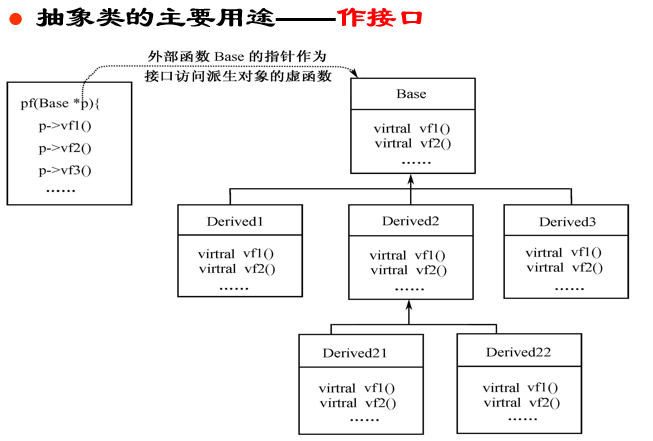 抽象类的主要用途——作接口
外部函数 Base 的指针作为
接口访问派生对象的虚函数
pf(Base *p){
p->vf1()
p->vf2()
p->vf3()
……
Base
virtral vf1()
virtral vf2()
……
Derived1
virtral vf1()
virtral vf2()
……
Derived2
virtral vf1()
virtral vf2()
……
Derived3
virtral vf1()
virtral vf2()
……
Derived21
virtral vf1()
virtral vf2()
……
Derived22
virtral vf1()
virtral vf2()
……